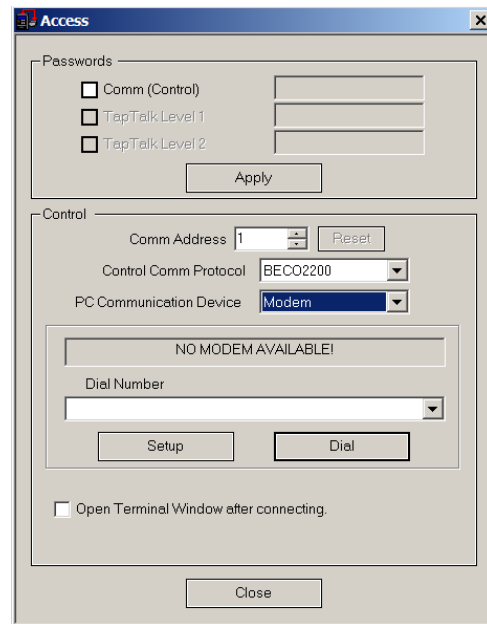 Access
Passwords
Comm (Control)
TapTalk Level 1
TapTalk Level 2
Apply
Control
Comm Address 1 Reset
Control Comm Protocol BECO2200
PC Communication Device Modem
NO MODEM AVAILABLE!
Dial Number
Setup Dial
Open Terminal Window after connecting.
Close